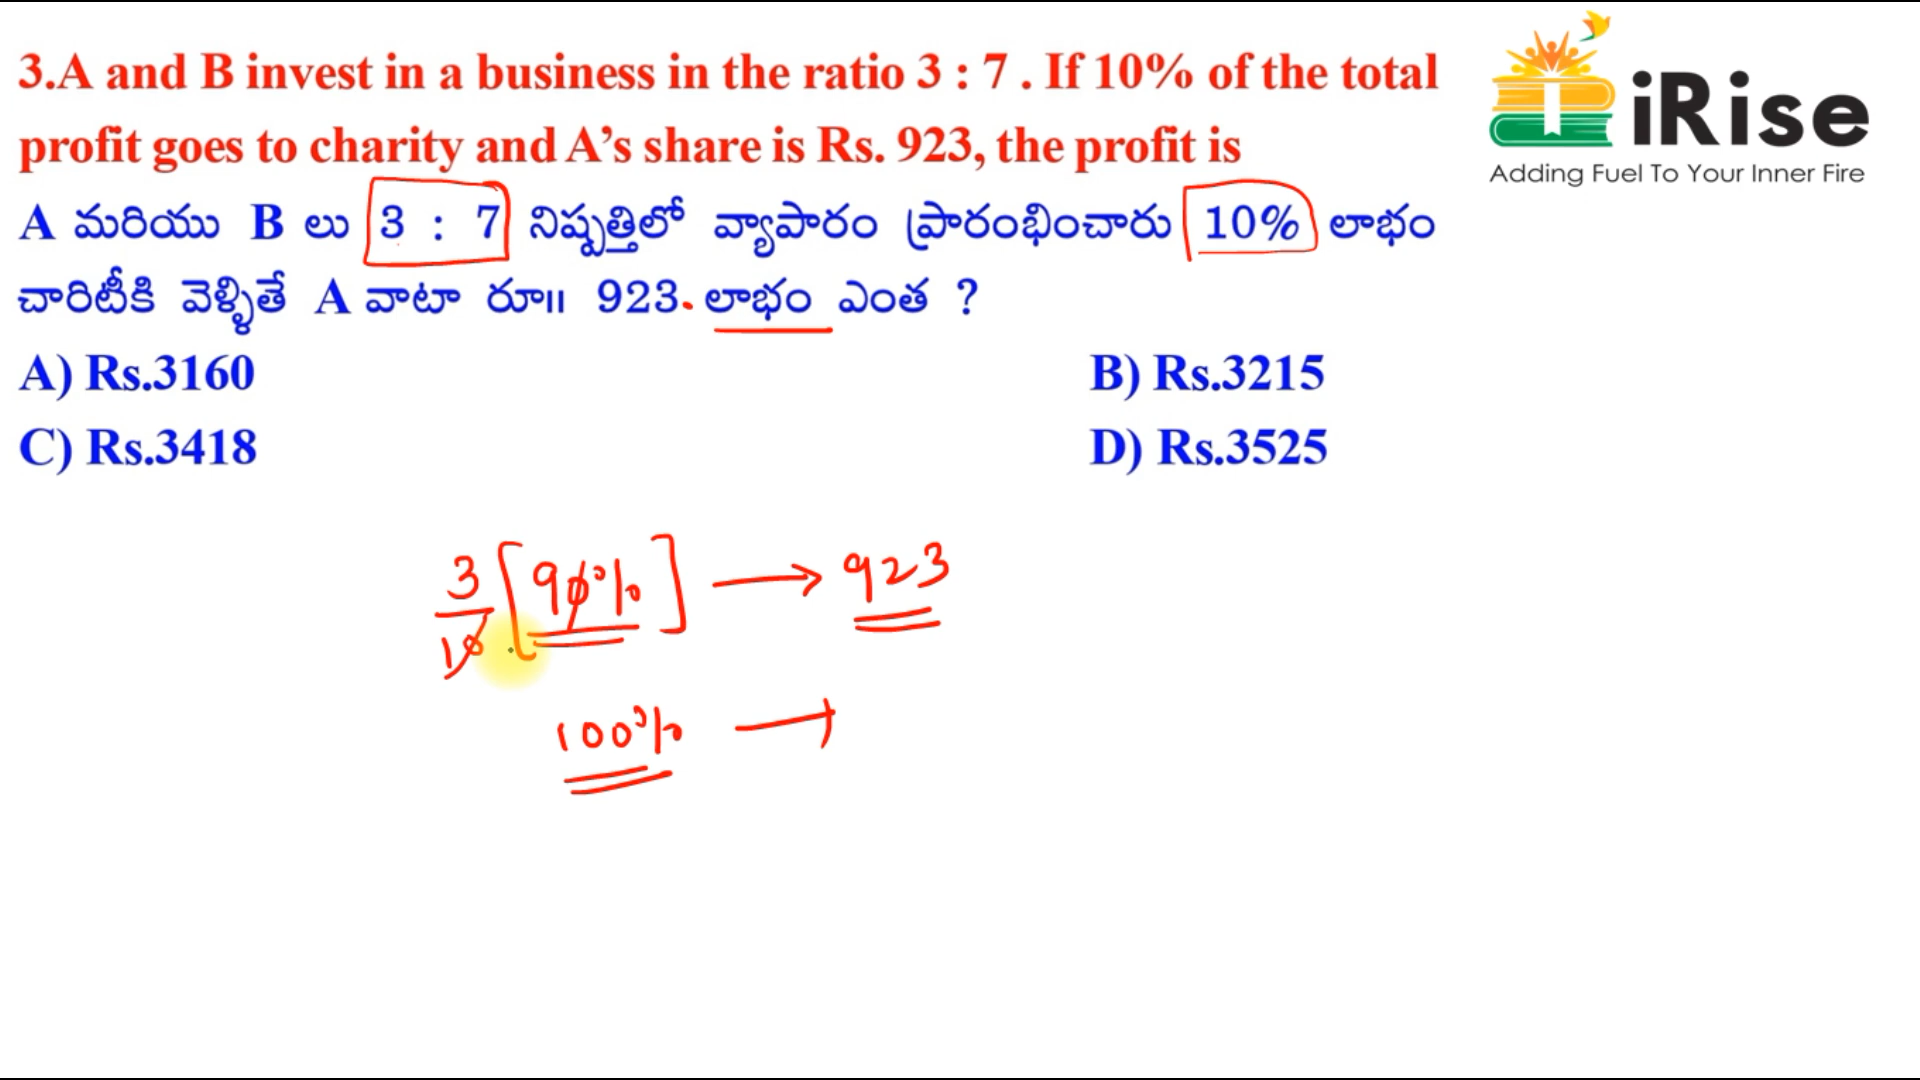 3.A and B invest in a business in the ratio 3 : 7 . If 10% of the total
profit goes to charity and A’s share is Rs. 923, the profit is
A మరియు B లు 3 : 7 నిష్పత్తిలో వ్యాపారం ప్రారంభించారు 10% లాభం
చారిటీకి వెళ్ళితే A వాటా రూ॥ 923. లాభం ఎంత ?
A) Rs.3160
B) Rs.3215
C) Rs.3418
D) Rs.3525
iRise
Adding Fuel To Your Inner Fire
3/10 [90%] → 923
100% →